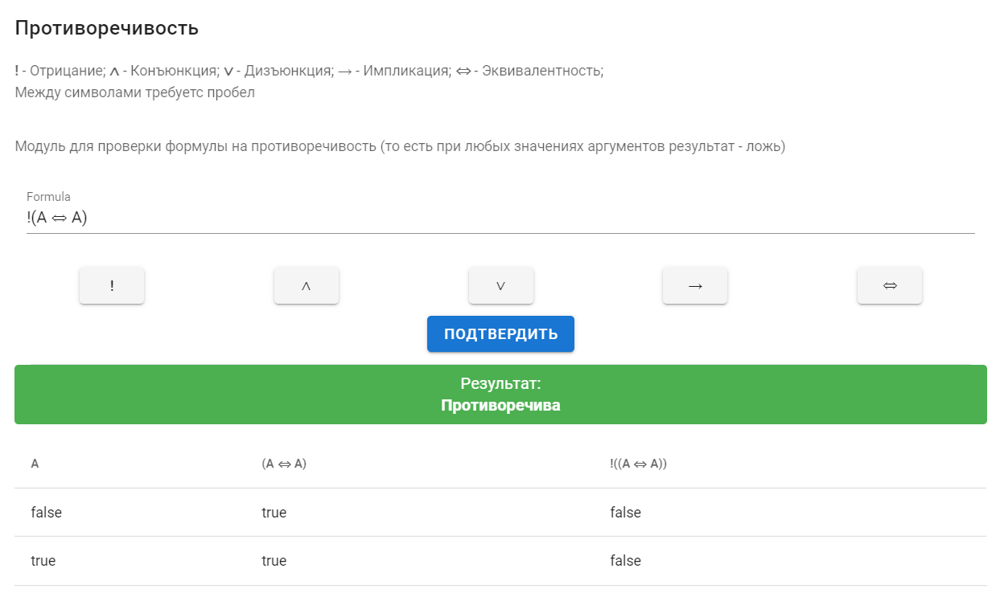 Противоречивость
! - Отрицание; ∧ - Конъюнкция; ∨ - Дизъюнкция; → - Импликация; ⇔ - Эквивалентность;
Между символами требуетс пробел
Модуль для проверки формулы на противоречивость (то есть при любых значениях аргументов результат - ложь)
Formula
!(A ⇔ A)
! ∧ ∨ → ⇔
ПОДТВЕРДИТЬ
Результат:
Противоречива
A (A ⇔ A) !((A ⇔ A))
false true false
true true false